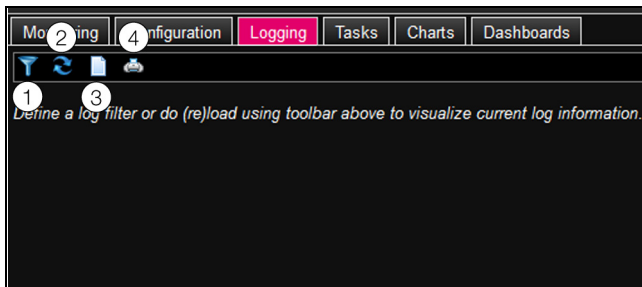 Monitoring Configuration Logging Tasks Charts Dashboards
2 4
1 3
Define a log filter or do (re)load using toolbar above to visualize current log information.